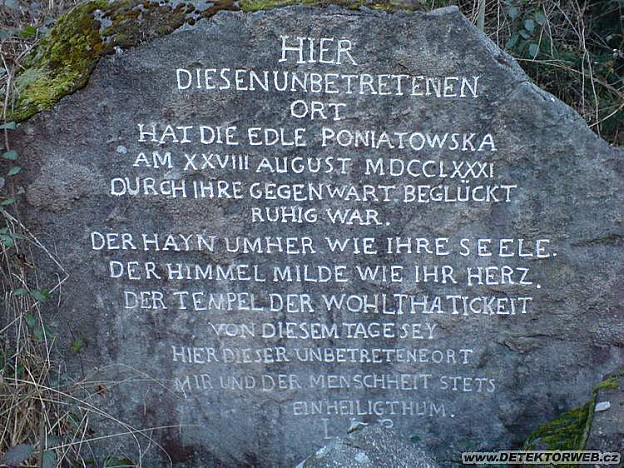 HIER
DIESEN UNBETRETENEN
ORT
HAT DIE EDLE PONIATOWSKA
AM XXVIII AUGUST MDCCLXXXI
DURCH IHRE GEGENWART BEGLÜCKT
RUHIG WAR.
DER HAYN UMHER WIE IHRE SEELE.
DER HIMMEL MILDE WIE IHR HERZ.
DER TEMPEL DER WOHLTHATICKEIT
VON DIESEM TAGE SEY
HIER DIESER UNBETRETENE ORT
MIR UND DER MENSCHHEIT STETS
EIN HEILIGTHUM.
WWW.DETEKTORWEB.cz